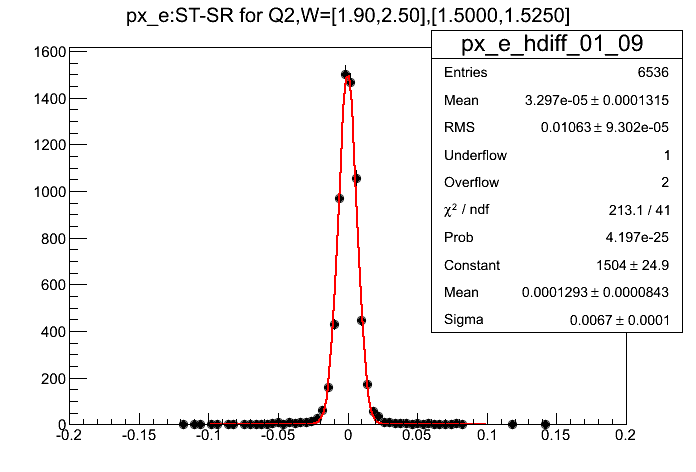 px_e:ST-SR for Q2,W=[1.90,2.50],[1.5000,1.5250]
px_e_hdiff_01_09
Entries 6536
Mean 3.297e-05 ± 0.0001315
RMS 0.01063 ± 9.302e-05
Underflow 1
Overflow 2
χ² / ndf 213.1 / 41
Prob 4.197e-25
Constant 1504 ± 24.9
Mean 0.0001293 ± 0.0000843
Sigma 0.0067 ± 0.0001
1600
1400
1200
1000
800
600
400
200
0
-0.2 -0.15 -0.1 -0.05 0 0.05 0.1 0.15 0.2